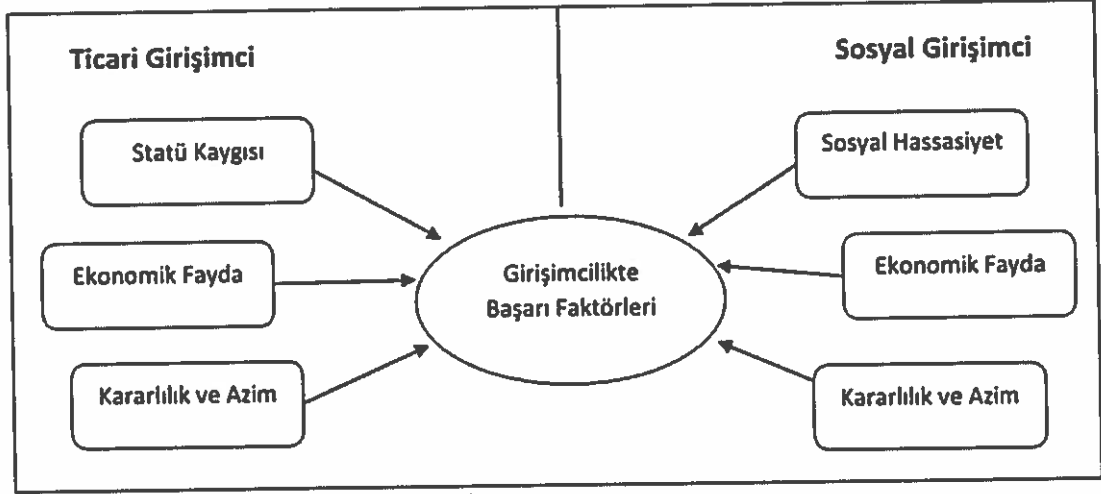 Ticari Girişimci
Sosyal Girişimci
Statü Kaygısı
Sosyal Hassasiyet
Ekonomik Fayda
Girişimcilikte
Başarı Faktörleri
Ekonomik Fayda
Kararlılık ve Azim
Kararlılık ve Azim